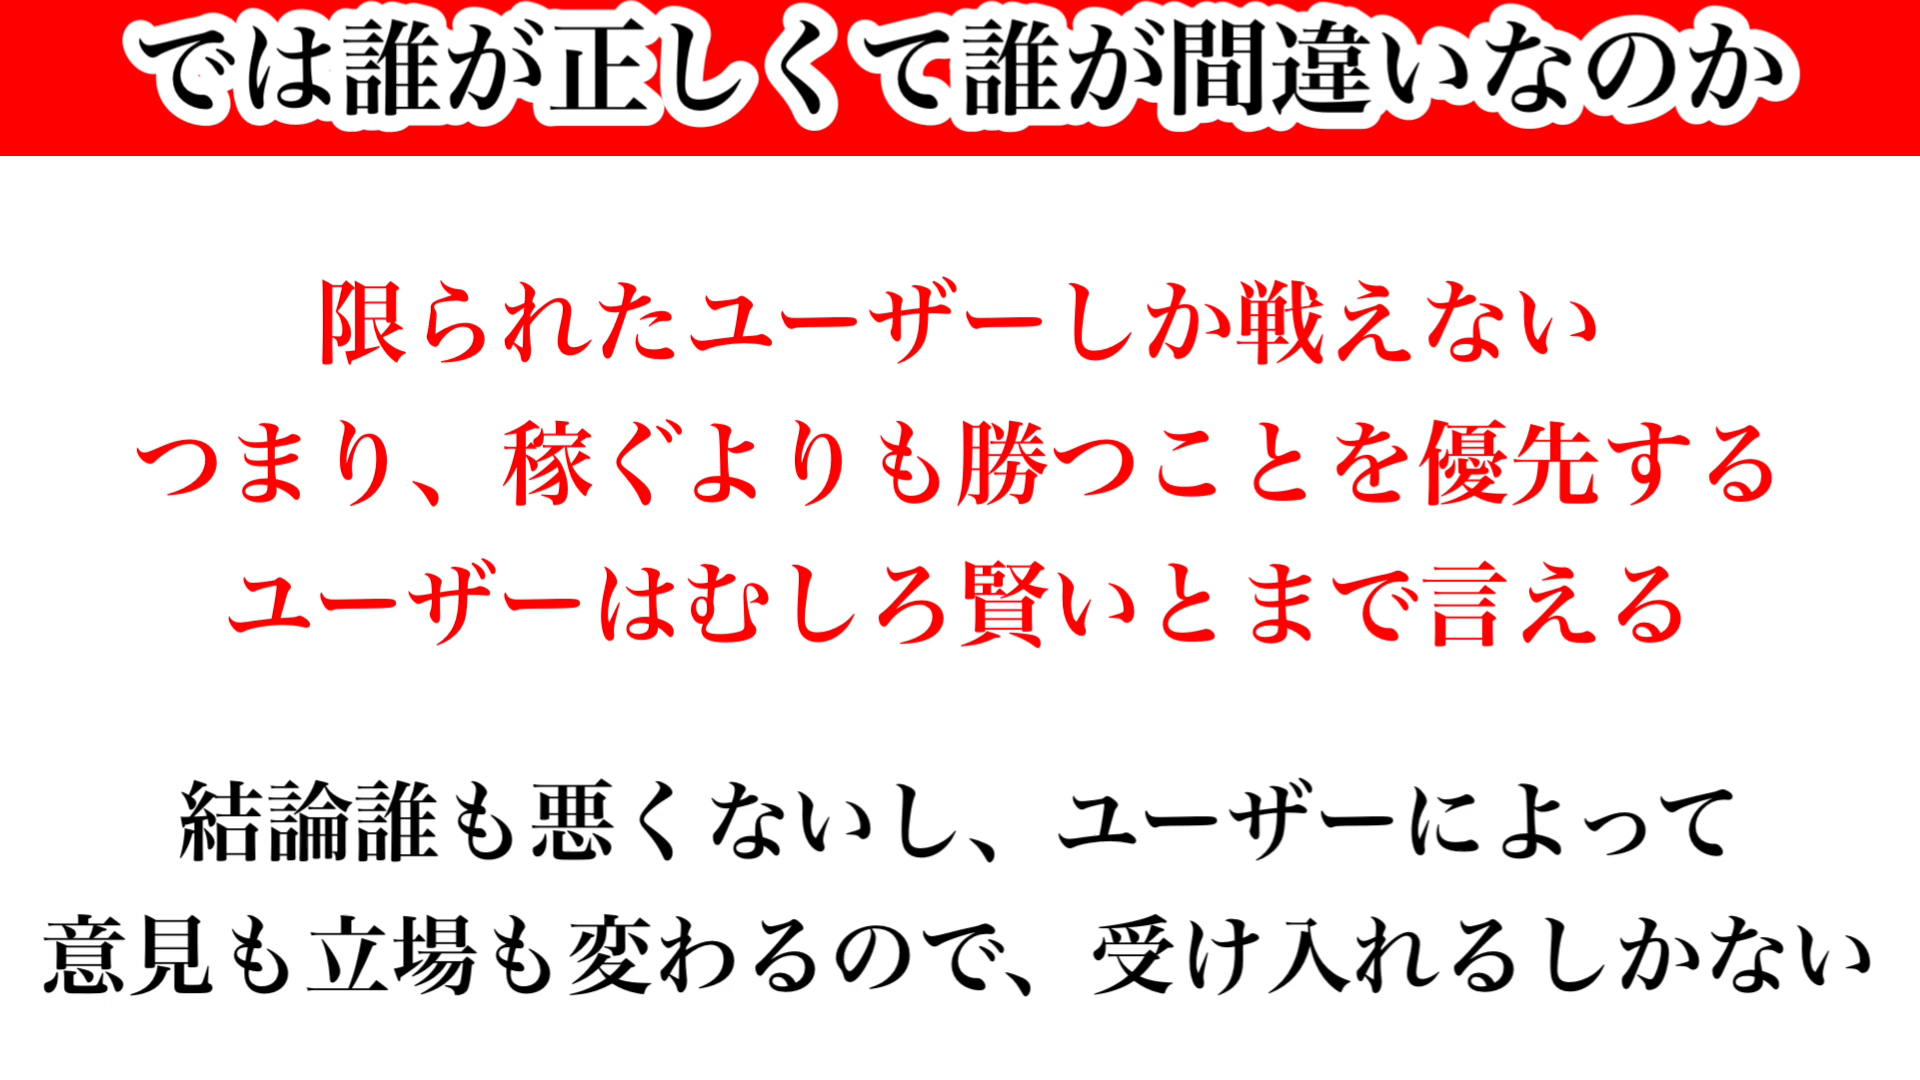 では誰が正しくて誰が間違いなのか
限られたユーザーしか戦えない
つまり、稼ぐよりも勝つことを優先する
ユーザーはむしろ賢いとまで言える
結論誰も悪くないし、ユーザーによって
意見も立場も変わるので、受け入れるしかない